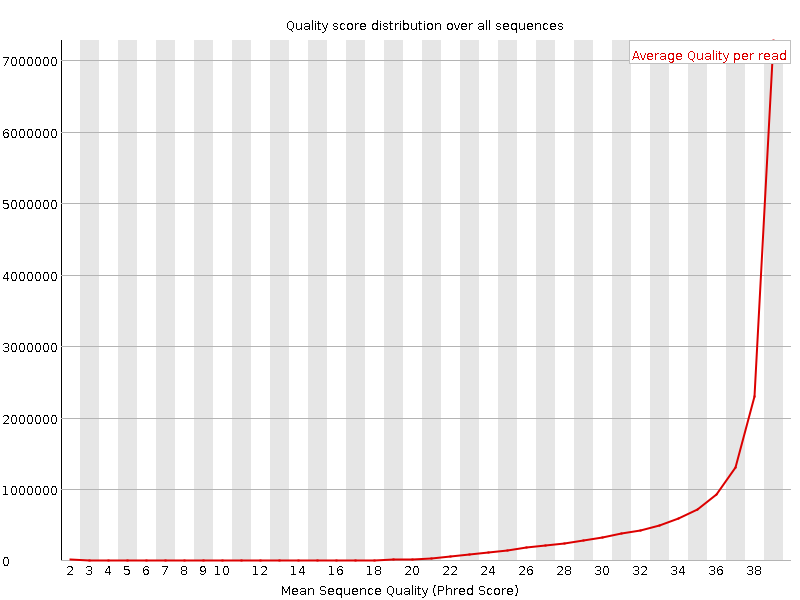 Quality score distribution over all sequences
Average Quality per read
7000000
6000000
5000000
4000000
3000000
2000000
1000000
0
2 3 4 5 6 7 8 9 10 12 14 16 18 20 22 24 26 28 30 32 34 36 38
Mean Sequence Quality (Phred Score)